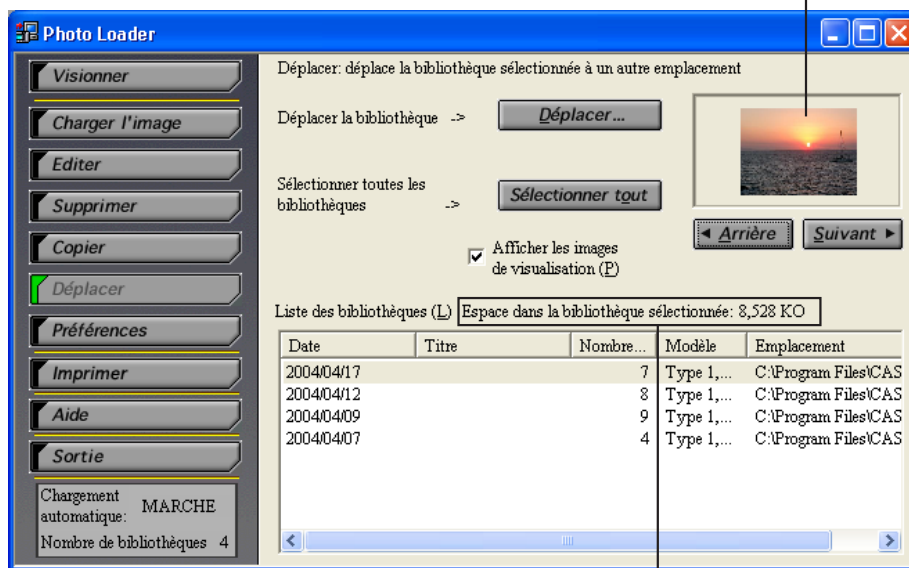 Photo Loader
Visionner
Charger l'image
Editer
Supprimer
Copier
Déplacer
Préférences
Imprimer
Aide
Sortie
Chargement
automatique: MARCHE
Nombre de bibliothèques 4
Déplacer: déplace la bibliothèque sélectionnée à un autre emplacement
Déplacer la bibliothèque -> Déplacer...
Sélectionner toutes les
bibliothèques -> Sélectionner tout
Afficher les images
de visualisation (P)
◄ Arrière Suivant ►
Liste des bibliothèques (L) Espace dans la bibliothèque sélectionnée: 8,528 KO
Date Titre Nombre... Modèle Emplacement
2004/04/17 7 Type 1,... C:\Program Files\CAS
2004/04/12 8 Type 1,... C:\Program Files\CAS
2004/04/09 9 Type 1,... C:\Program Files\CAS
2004/04/07 4 Type 1,... C:\Program Files\CAS